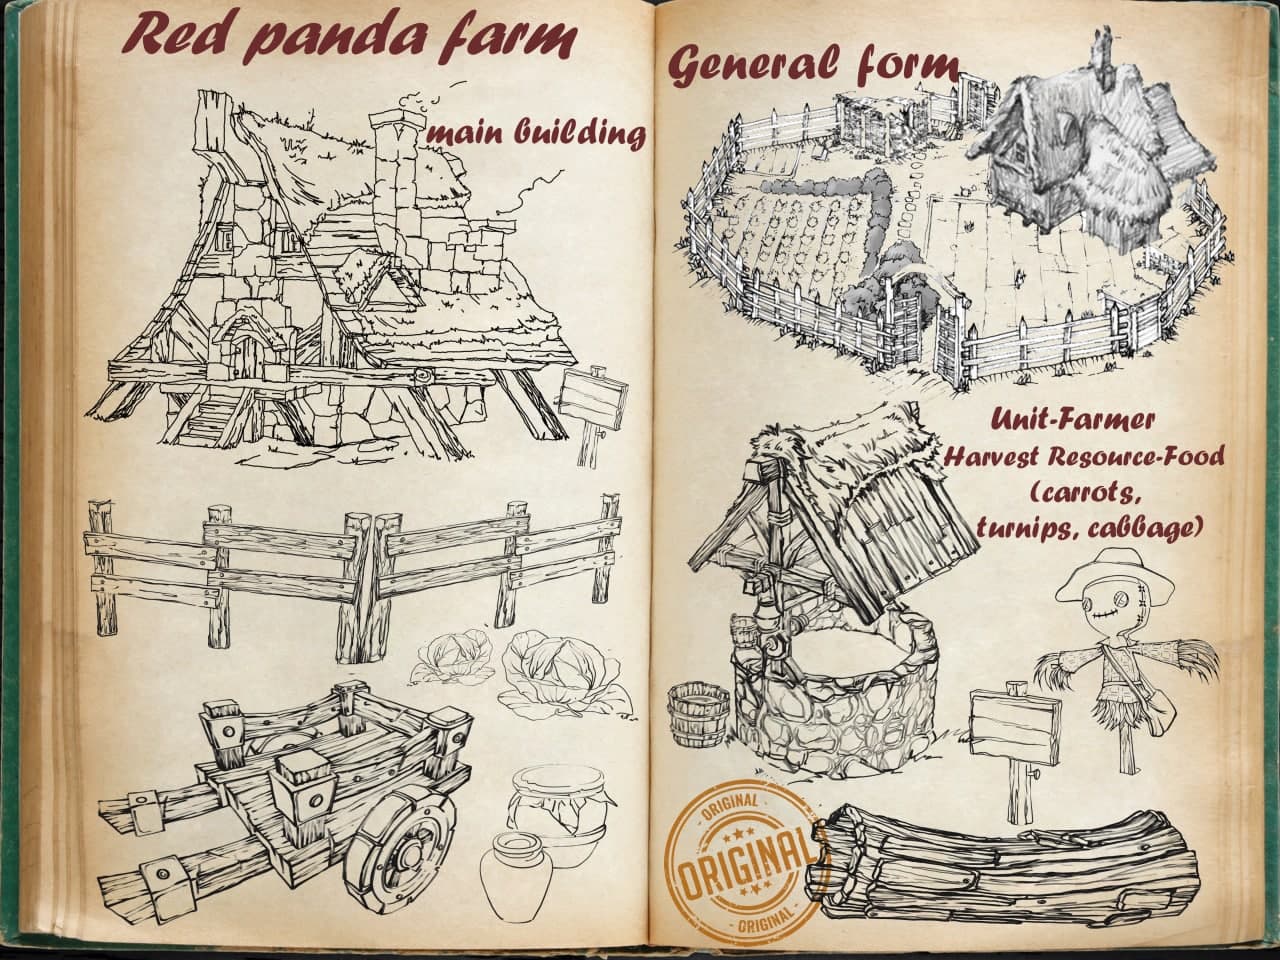 Red panda farm
main building
General form
Unit-Farmer
Harvest Resource-Food
(carrots,
turnips, cabbage)
- ORIGINAL -
ORIGINAL
- ORIGINAL -